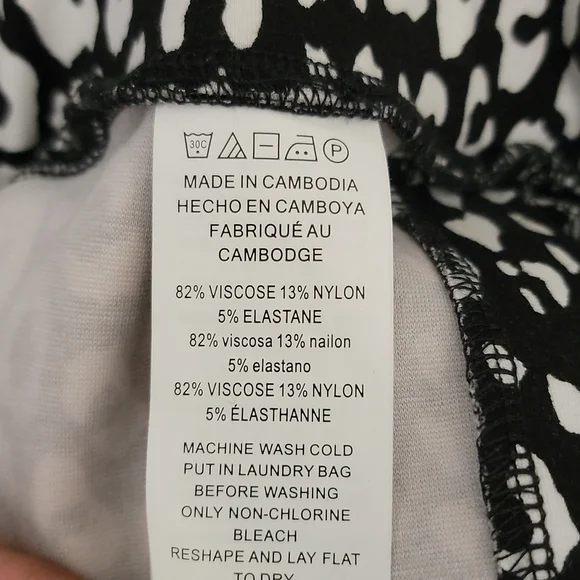 30C P
MADE IN CAMBODIA
HECHO EN CAMBOYA
FABRIQUÉ AU
CAMBODGE
82% VISCOSE 13% NYLON
5% ELASTANE
82% viscosa 13% nailon
5% elastano
82% VISCOSE 13% NYLON
5% ÉLASTHANNE
MACHINE WASH COLD
PUT IN LAUNDRY BAG
BEFORE WASHING
ONLY NON-CHLORINE
BLEACH
RESHAPE AND LAY FLAT
TO DRY